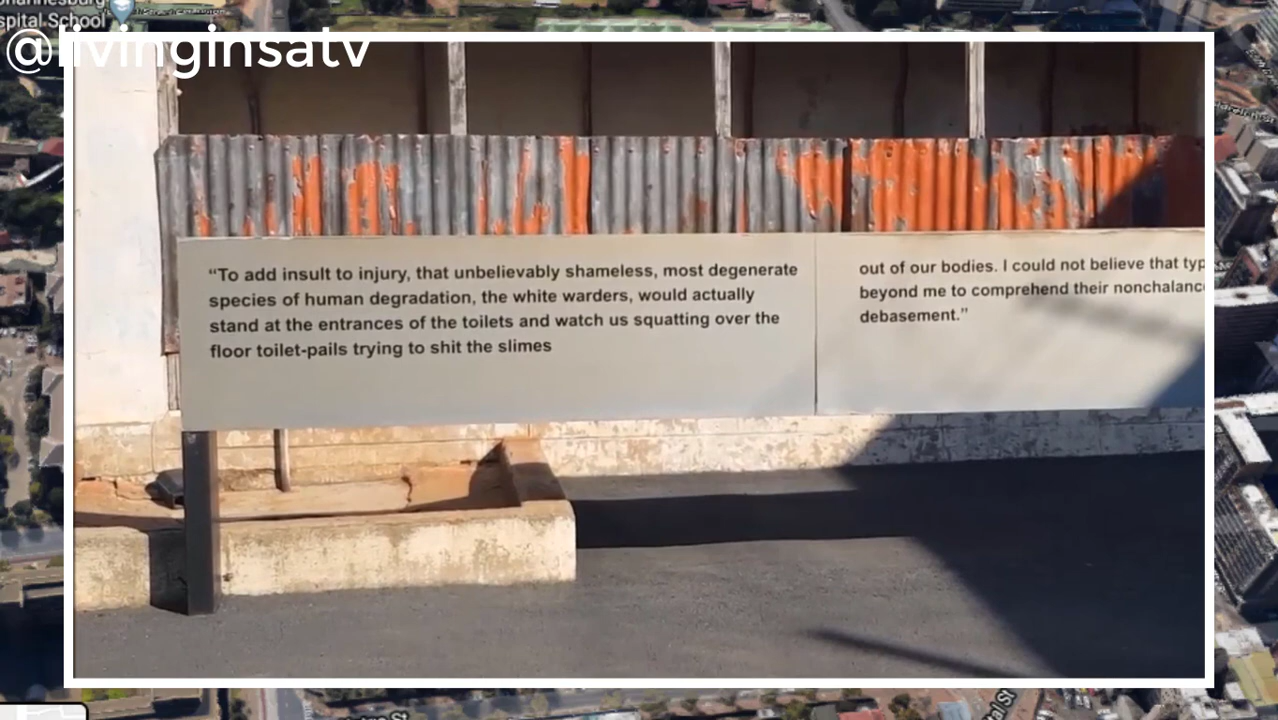 spital School
@livinginsatv
“To add insult to injury, that unbelievably shameless, most degenerate
species of human degradation, the white warders, would actually
stand at the entrances of the toilets and watch us squatting over the
floor toilet-pails trying to shit the slimes
out of our bodies. I could not believe that typ
beyond me to comprehend their nonchalanc
debasement.”